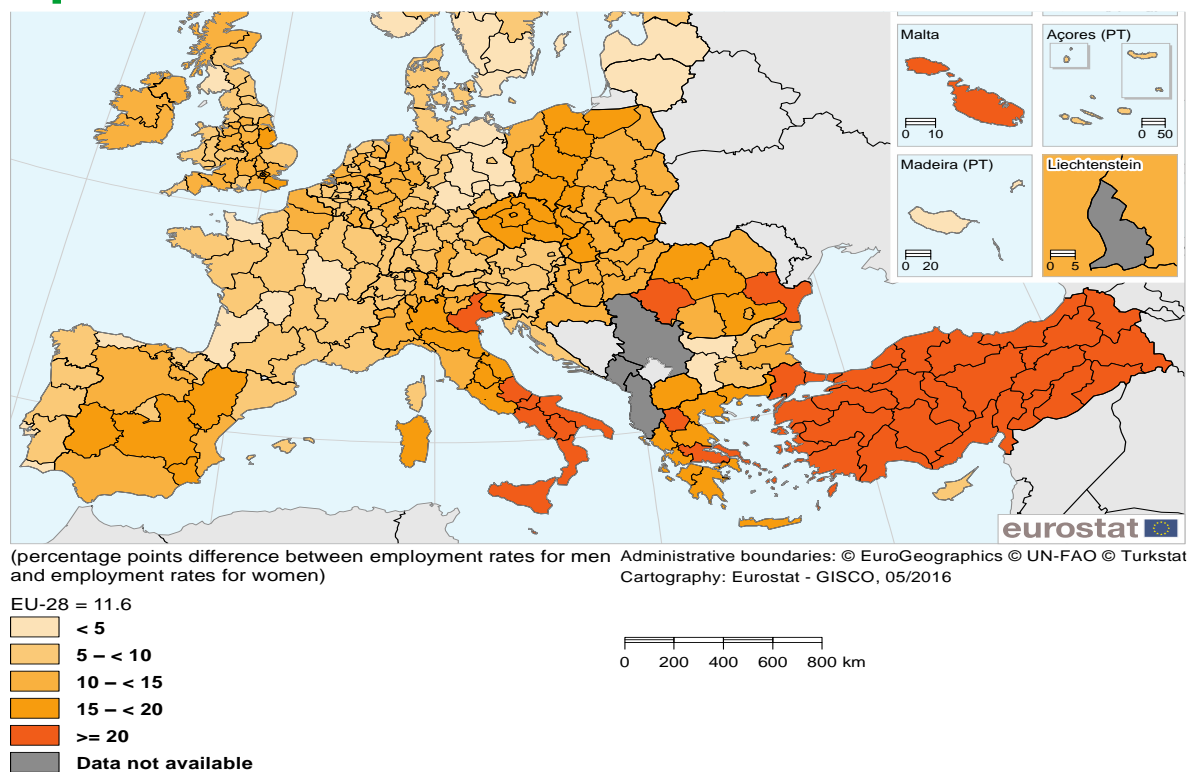 Malta
0 10
Açores (PT)
0 50
Madeira (PT)
0 20
Liechtenstein
0 5
eurostat
(percentage points difference between employment rates for men
and employment rates for women)
Administrative boundaries: © EuroGeographics © UN-FAO © Turkstat
Cartography: Eurostat - GISCO, 05/2016
EU-28 = 11.6
< 5
5 – < 10
10 – < 15
15 – < 20
>= 20
Data not available
0 200 400 600 800 km